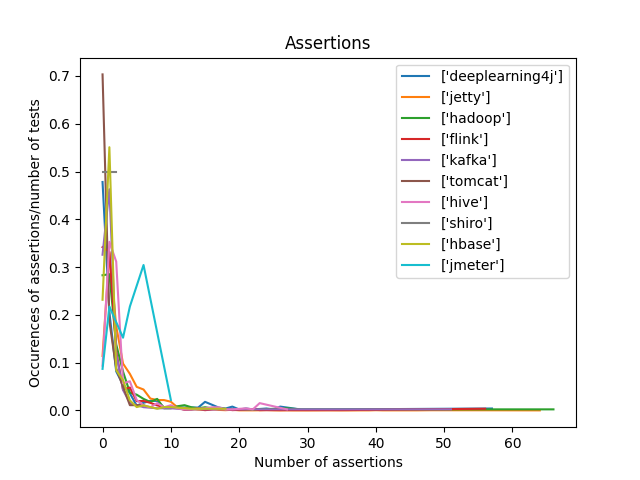 Assertions
Occurences of assertions/number of tests
0.7
0.6
0.5
0.4
0.3
0.2
0.1
0.0
['deeplearning4j']
['jetty']
['hadoop']
['flink']
['kafka']
['tomcat']
['hive']
['shiro']
['hbase']
['jmeter']
0 10 20 30 40 50 60
Number of assertions